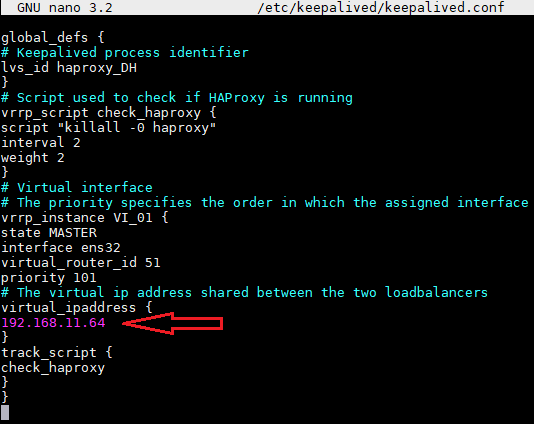 GNU nano 3.2 /etc/keepalived/keepalived.conf
global_defs {
# Keepalived process identifier
lvs_id haproxy_DH
}
# Script used to check if HAProxy is running
vrrp_script check_haproxy {
script "killall -0 haproxy"
interval 2
weight 2
}
# Virtual interface
# The priority specifies the order in which the assigned interface
vrrp_instance VI_01 {
state MASTER
interface ens32
virtual_router_id 51
priority 101
# The virtual ip address shared between the two loadbalancers
virtual_ipaddress {
192.168.11.64
}
track_script {
check_haproxy
}
}